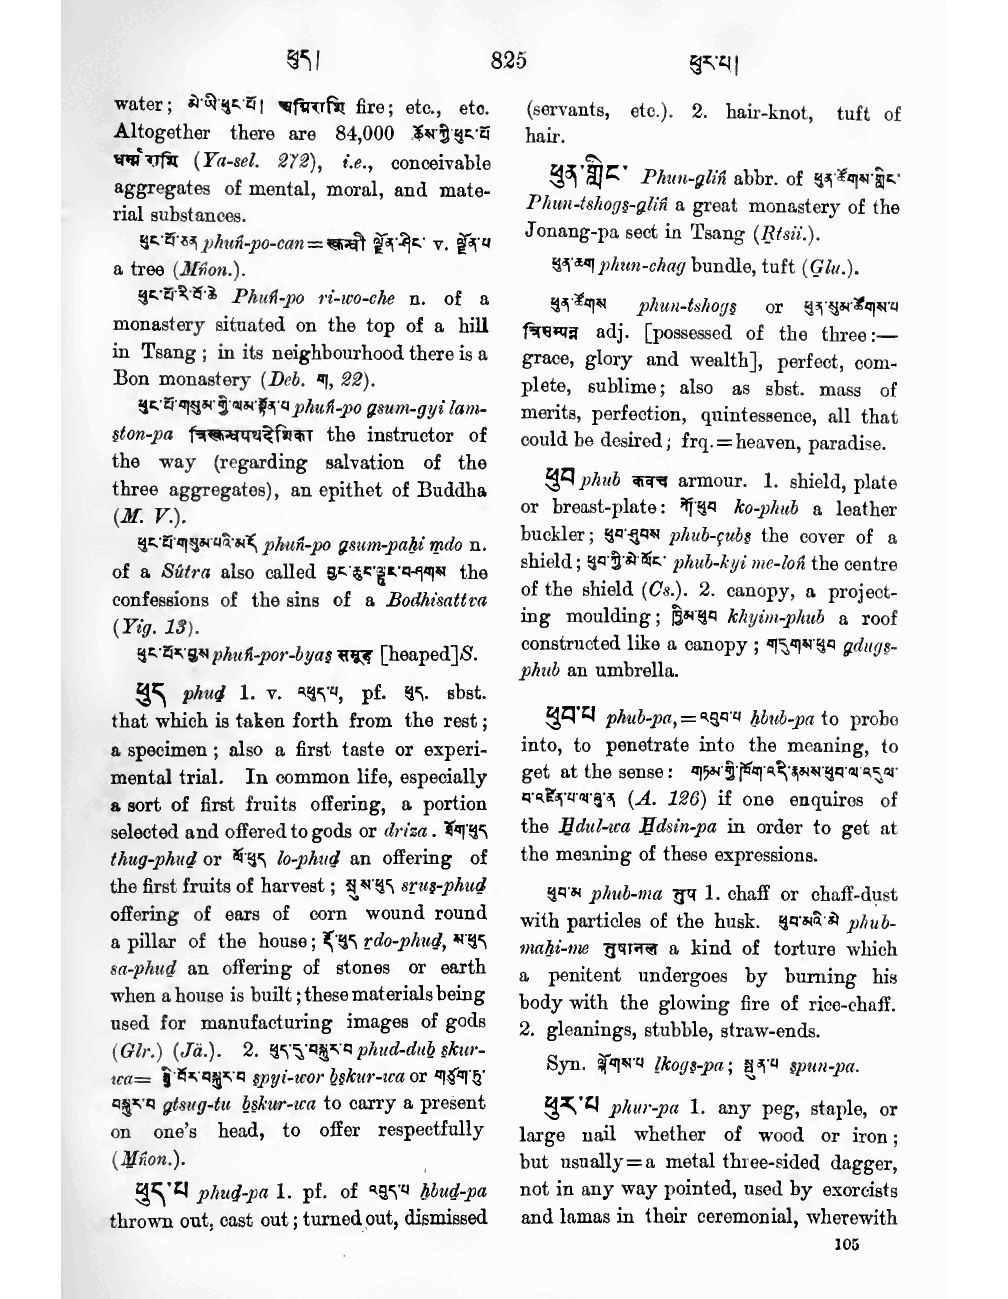 ཕུད། 825 ཕུར་པ།
water; མེ་ཡི་ཕུང་པོ། अग्निराशि fire; etc., etc.
Altogether there are 84,000 ཆོས་ཀྱི་ཕུང་པོ
धर्म्म राशि (Ya-sel. 272), i.e., conceivable
aggregates of mental, moral, and mate-
rial substances.
ཕུང་པོ་ཅན phuṅ-po-can = स्कन्धी ལྗོན་ཤིང་ v. ལྗོན་པ
a tree (Mṅon.).
ཕུང་པོ་རི་བོ་ཆེ Phuṅ-po ri-wo-che n. of a
monastery situated on the top of a hill
in Tsang; in its neighbourhood there is a
Bon monastery (Deb. ག, 22).
ཕུང་པོ་གསུམ་གྱི་ལམ་སྟོན་པ phuṅ-po gsum-gyi lam-
ston-pa त्रिस्कन्धपथदेशिका the instructor of
the way (regarding salvation of the
three aggregates), an epithet of Buddha
(M. V.).
ཕུང་པོ་གསུམ་པའི་མདོ phuṅ-po gsum-paḥi mdo n.
of a Sûtra also called བྱང་ཆུང་ལྟུང་བ་བཤགས the
confessions of the sins of a Bodhisattva
(Yig. 13).
ཕུང་པོར་བྱས phuṅ-por-byas समूह [heaped]S.
ཕུད phud 1. v. འཕུད་པ, pf. ཕུད. sbst.
that which is taken forth from the rest;
a specimen; also a first taste or experi-
mental trial. In common life, especially
a sort of first fruits offering, a portion
selected and offered to gods or driza. ཐོག་ཕུད
thug-phud or ལོ་ཕུད lo-phud an offering of
the first fruits of harvest; སྲུས་ཕུད srus-phud
offering of ears of corn wound round
a pillar of the house; རྡོ་ཕུད rdo-phud, ས་ཕུད
sa-phud an offering of stones or earth
when a house is built; these materials being
used for manufacturing images of gods
(Glr.) (Jä.). 2. ཕུད་དུ་བསྐུར་བ phud-dub skur-
wa= སྤྱི་བོར་བསྐུར་བ spyi-wor bskur-wa or གཙུག་ཏུ་
བསྐུར་བ gtsug-tu bskur-wa to carry a present
on one's head, to offer respectfully
(Mṅon.).
ཕུད་པ phud-pa 1. pf. of འབུད་པ ḥbud-pa
thrown out, cast out; turned out, dismissed
(servants, etc.). 2. hair-knot, tuft of
hair.
ཕུན་གླིང་ Phun-gliṅ abbr. of ཕུན་ཚོགས་གླིང་
Phun-tshogs-gliṅ a great monastery of the
Jonang-pa sect in Tsang (Rtsii.).
ཕུན་ཆག phun-chag bundle, tuft (Glu.).
ཕུན་ཚོགས phun-tshogs or ཕུན་སུམ་ཚོགས་པ
त्रिसम्पन्न adj. [possessed of the three:—
grace, glory and wealth], perfect, com-
plete, sublime; also as sbst. mass of
merits, perfection, quintessence, all that
could be desired; frq.=heaven, paradise.
ཕུབ phub कवच armour. 1. shield, plate
or breast-plate: ཀོ་ཕུབ ko-phub a leather
buckler; ཕུབ་ཤུབས phub-çubs the cover of a
shield; ཕུབ་ཀྱི་མེ་ལོང་ phub-kyi me-loṅ the centre
of the shield (Cs.). 2. canopy, a project-
ing moulding; ཁྱིམ་ཕུབ khyim-phub a roof
constructed like a canopy; གདུགས་ཕུབ gdugs-
phub an umbrella.
ཕུབ་པ phub-pa,=འབུབ་པ ḥbub-pa to probe
into, to penetrate into the meaning, to
get at the sense: གཏམ་གྱི་ཁོག་འདི་རྣམས་ཕུབ་ལ་འདུལ་
བ་འཛིན་པ་ལ་ཞུ་ན (A. 126) if one enquires of
the Ḥdul-wa Ḥdsin-pa in order to get at
the meaning of these expressions.
ཕུབ་མ phub-ma तुप 1. chaff or chaff-dust
with particles of the husk. ཕུབ་མའི་མེ phub-
maḥi-me तुषानल a kind of torture which
a penitent undergoes by burning his
body with the glowing fire of rice-chaff.
2. gleanings, stubble, straw-ends.
Syn. ལྐོགས་པ lkogs-pa; སྤུན་པ spun-pa.
ཕུར་པ phur-pa 1. any peg, staple, or
large nail whether of wood or iron;
but usually=a metal three-sided dagger,
not in any way pointed, used by exorcists
and lamas in their ceremonial, wherewith
105